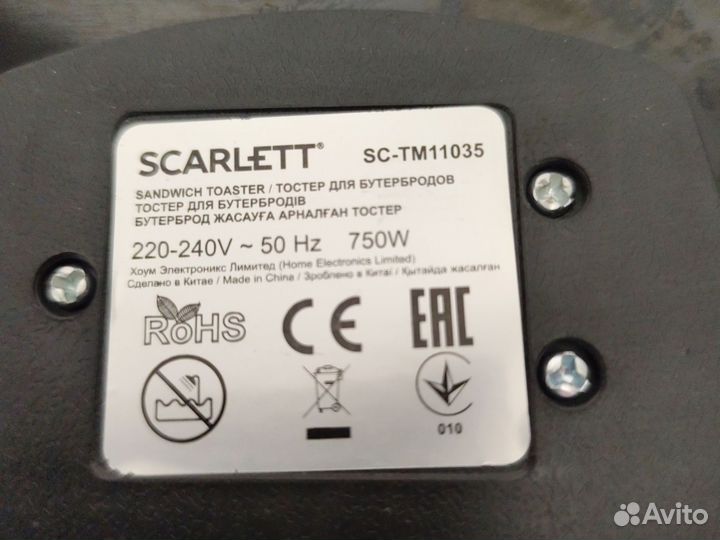 SCARLETT® SC-TM11035
SANDWICH TOASTER / ТОСТЕР ДЛЯ БУТЕРБРОДОВ
ТОСТЕР ДЛЯ БУТЕРБРОДІВ
БУТЕРБРОД ЖАСАУҒА АРНАЛҒАН ТОСТЕР
220-240V ~ 50 Hz 750W
Хоум Электроникс Лимитед (Home Electronics Limited)
Сделано в Китае / Made in China / Зроблено в Китаї / Қытайда жасалған
RoHS CE EAC
010
Avito